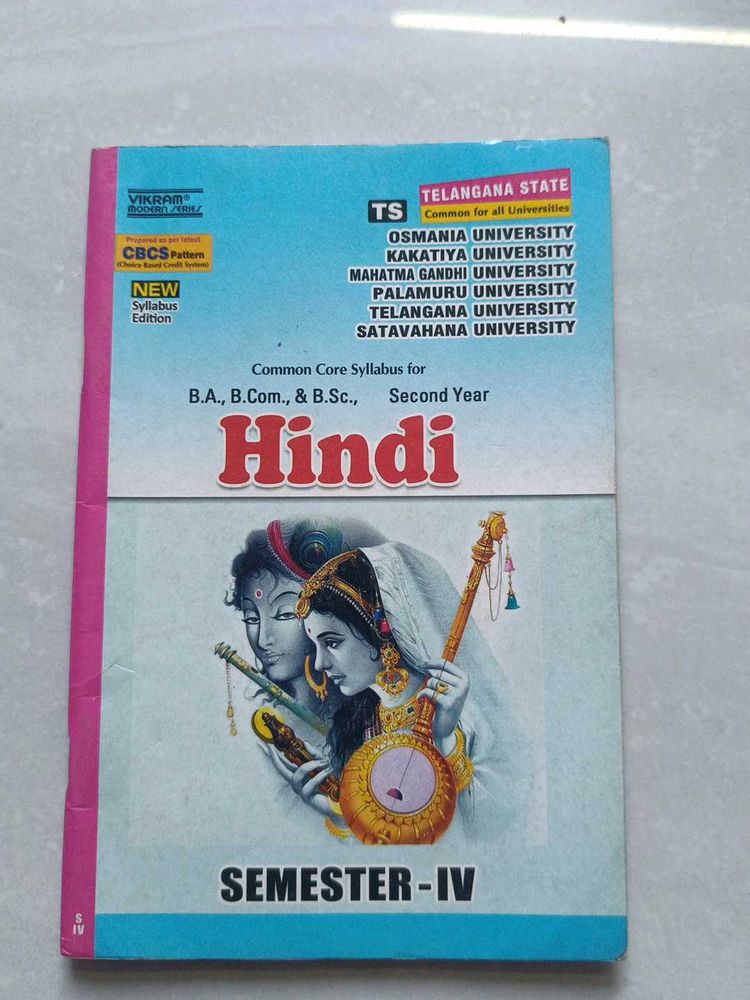 VIKRAM®
MODERN SERIES
Prepared as per latest
CBCS Pattern
(Choice Based Credit System)
NEW
Syllabus
Edition
TS
TELANGANA STATE
Common for all Universities
OSMANIA UNIVERSITY
KAKATIYA UNIVERSITY
MAHATMA GANDHI UNIVERSITY
PALAMURU UNIVERSITY
TELANGANA UNIVERSITY
SATAVAHANA UNIVERSITY
Common Core Syllabus for
B.A., B.Com., & B.Sc., Second Year
Hindi
SEMESTER-IV
S
IV